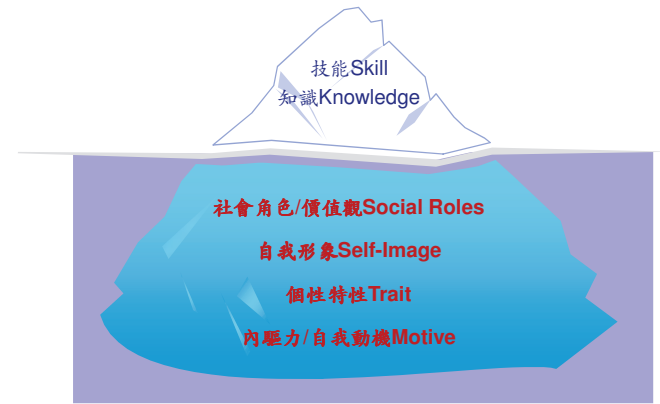 技能Skill
知識Knowledge
社會角色/價值觀Social Roles
自我形象Self-Image
個性特性Trait
內驅力/自我動機Motive